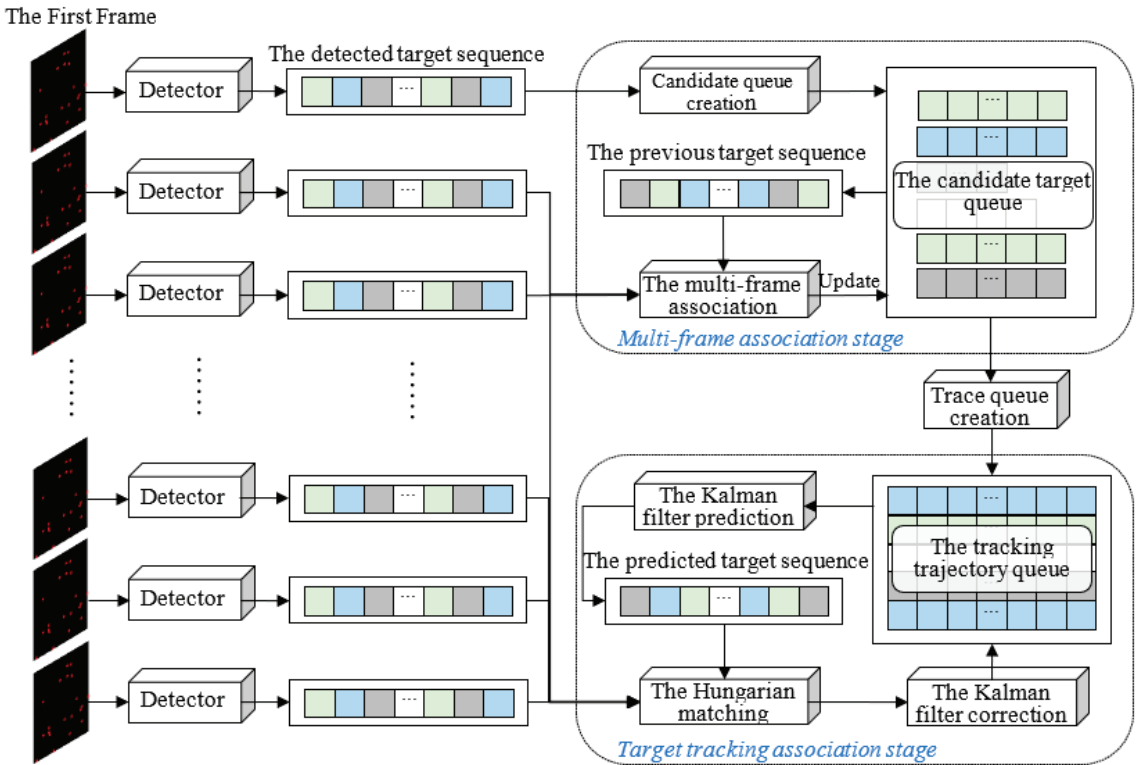 The First Frame
Detector
The detected target sequence
...
Candidate queue
creation
...
...
The candidate target
queue
...
...
Detector
...
The previous target sequence
...
Detector
...
The multi-frame
association
Update
Multi-frame association stage
Trace queue
creation
Detector
...
The Kalman
filter prediction
...
The tracking
trajectory queue
...
The predicted target sequence
...
Detector
...
Detector
...
The Hungarian
matching
The Kalman
filter correction
Target tracking association stage